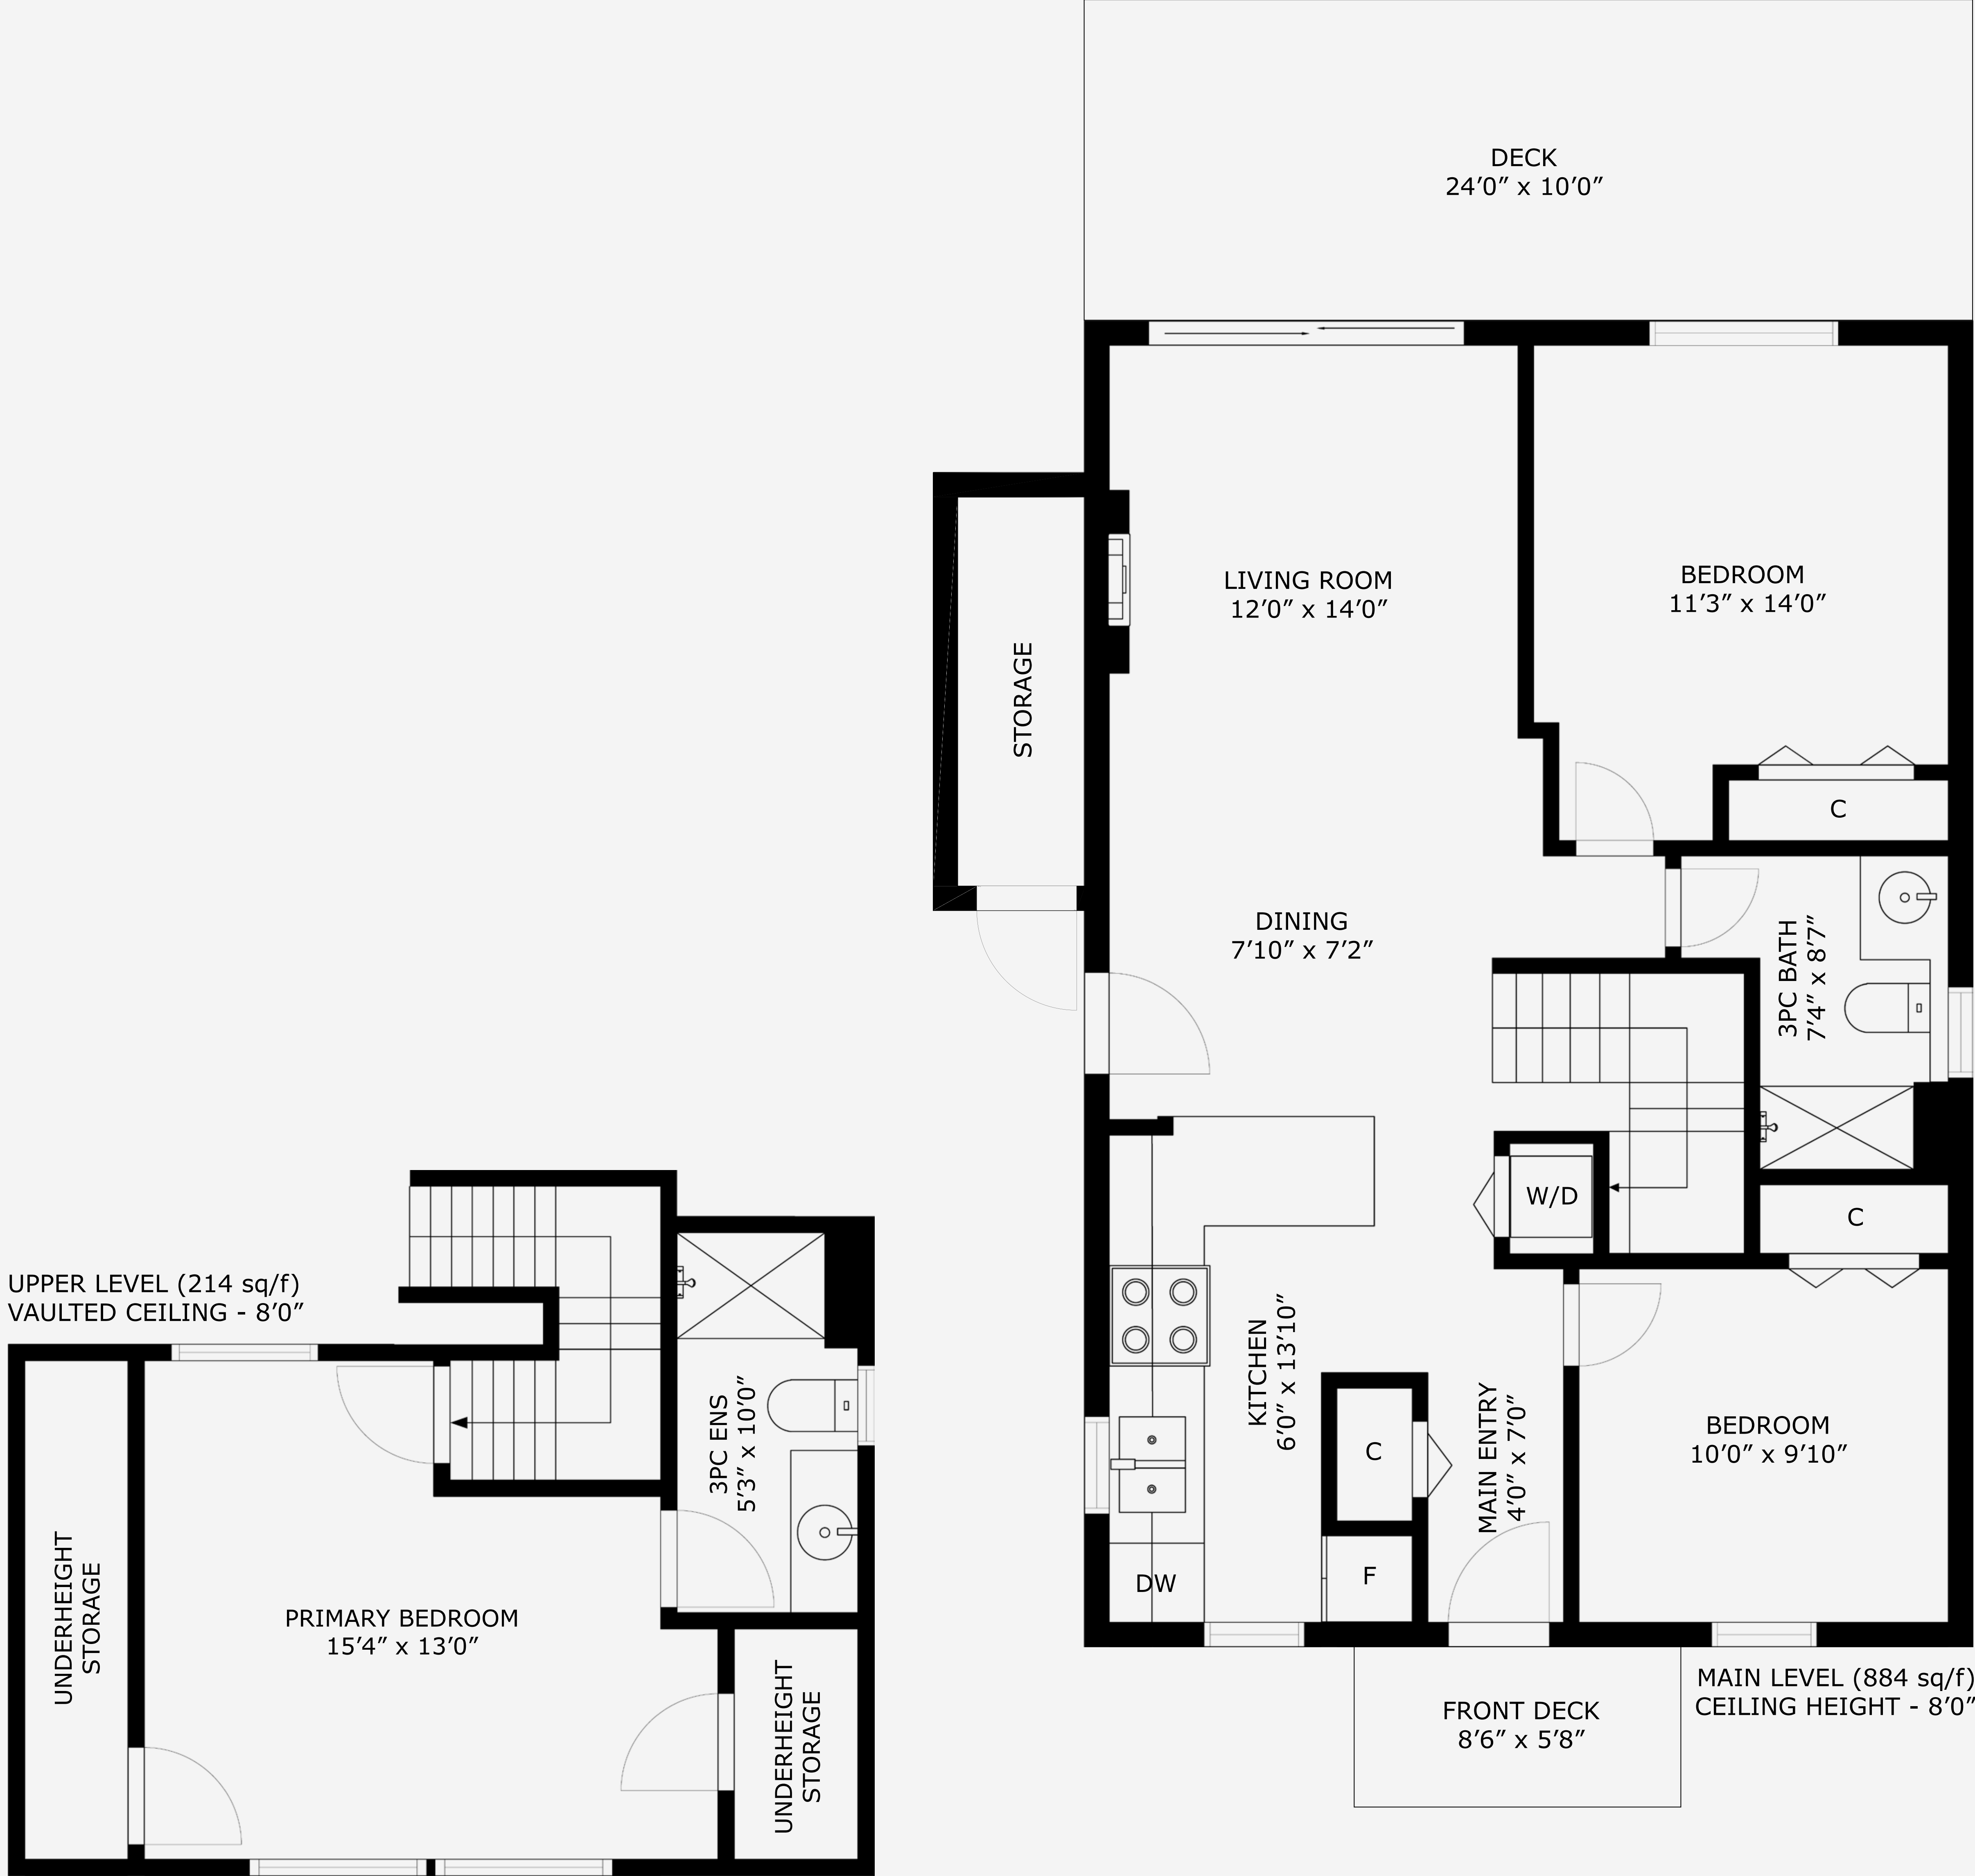 DECK
24’0” x 10’0”
LIVING ROOM
12’0” x 14’0”
BEDROOM
11’3” x 14’0”
STORAGE
C
DINING
7’10” x 7’2”
3PC BATH
7’4” x 8’7”
W/D
C
KITCHEN
6’0” x 13’10”
C
MAIN ENTRY
4’0” x 7’0”
BEDROOM
10’0” x 9’10”
DW
F
FRONT DECK
8’6” x 5’8”
MAIN LEVEL (884 sq/f)
CEILING HEIGHT - 8’0”
UPPER LEVEL (214 sq/f)
VAULTED CEILING - 8’0”
3PC ENS
5’3” x 10’0”
UNDERHEIGHT
STORAGE
PRIMARY BEDROOM
15’4” x 13’0”
UNDERHEIGHT
STORAGE